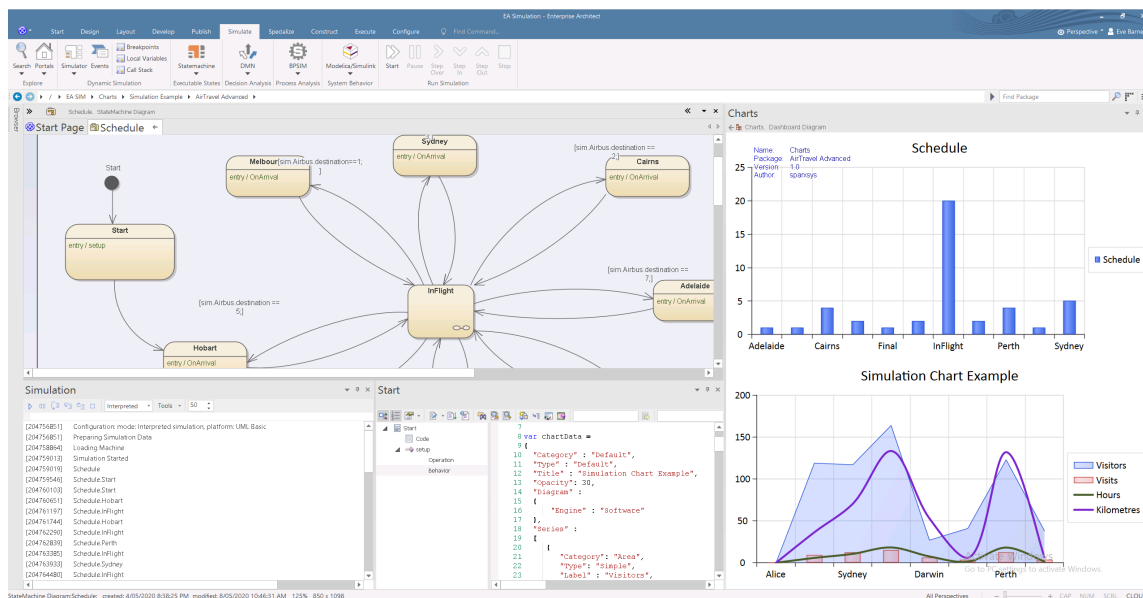 EA Simulation - Enterprise Architect
Start Design Layout Develop Publish Simulate Specialize Construct Execute Configure Find Command...
Perspective Eve Barne
Search Portals Simulator Events Breakpoints Local Variables Call Stack Statemachine DMN BPSIM Modelica/Simulink Start Pause Step Over Step In Step Out Stop
Explore Dynamic Simulation Executable States Decision Analysis Process Analysis System Behavior Run Simulation
/ EA SIM Charts Simulation Example AirTravel Advanced
Find Package
Browser
Schedule. StateMachine Diagram
Start Page Schedule
Start
Start
entry / setup
Melbour
entry / OnArrival
[sim.Airbus.destination==1;
]
Sydney
entry / OnArrival
[sim.Airbus.destination ==
2;]
Cairns
entry / OnArrival
[sim.Airbus.destination ==
7;]
Adelaide
entry / OnArrival
InFlight
[sim.Airbus.destination ==
5;]
Hobart
entry / OnArrival
Charts
Charts. Dashboard Diagram
Name: Charts
Package: AirTravel Advanced
Version: 1.0
Author: sparxsys
Schedule
25
20
15
10
5
0
Adelaide Cairns Final InFlight Perth Sydney
Schedule
Simulation Chart Example
200
150
100
50
0
Alice Sydney Darwin Perth
Visitors
Visits
Hours
Kilometres
Go to PC settings to activate Windows.
Simulation
Interpreted Tools 50
[204756851] Configuration: mode: Interpreted simulation, platform: UML Basic
[204756851] Preparing Simulation Data
[204758864] Loading Machine
[204759013] Simulation Started
[204759019] Schedule
[204759546] Schedule.Start
[204760103] Schedule.Start
[204760651] Schedule.Hobart
[204761197] Schedule.InFlight
[204761744] Schedule.Hobart
[204762290] Schedule.InFlight
[204762839] Schedule.Perth
[204763385] Schedule.InFlight
[204763933] Schedule.Sydney
[204764480] Schedule.InFlight
Start
Start
Code
setup
Operation
Behavior
7
8 var chartData =
9 {
10 "Category" : "Default",
11 "Type" : "Default",
12 "Title" : "Simulation Chart Example",
13 "Opacity": 30,
14 "Diagram" :
15 {
16 "Engine" : "Software"
17 },
18 "Series" :
19 [
20 {
21 "Category": "Area",
22 "Type": "Simple",
23 "Label" : "Visitors",
StateMachine Diagram:Schedule: created: 4/05/2020 8:38:25 PM modified: 8/05/2020 10:46:31 AM 125% 850 x 1098
All Perspectives CAP NUM SCRL CLOU